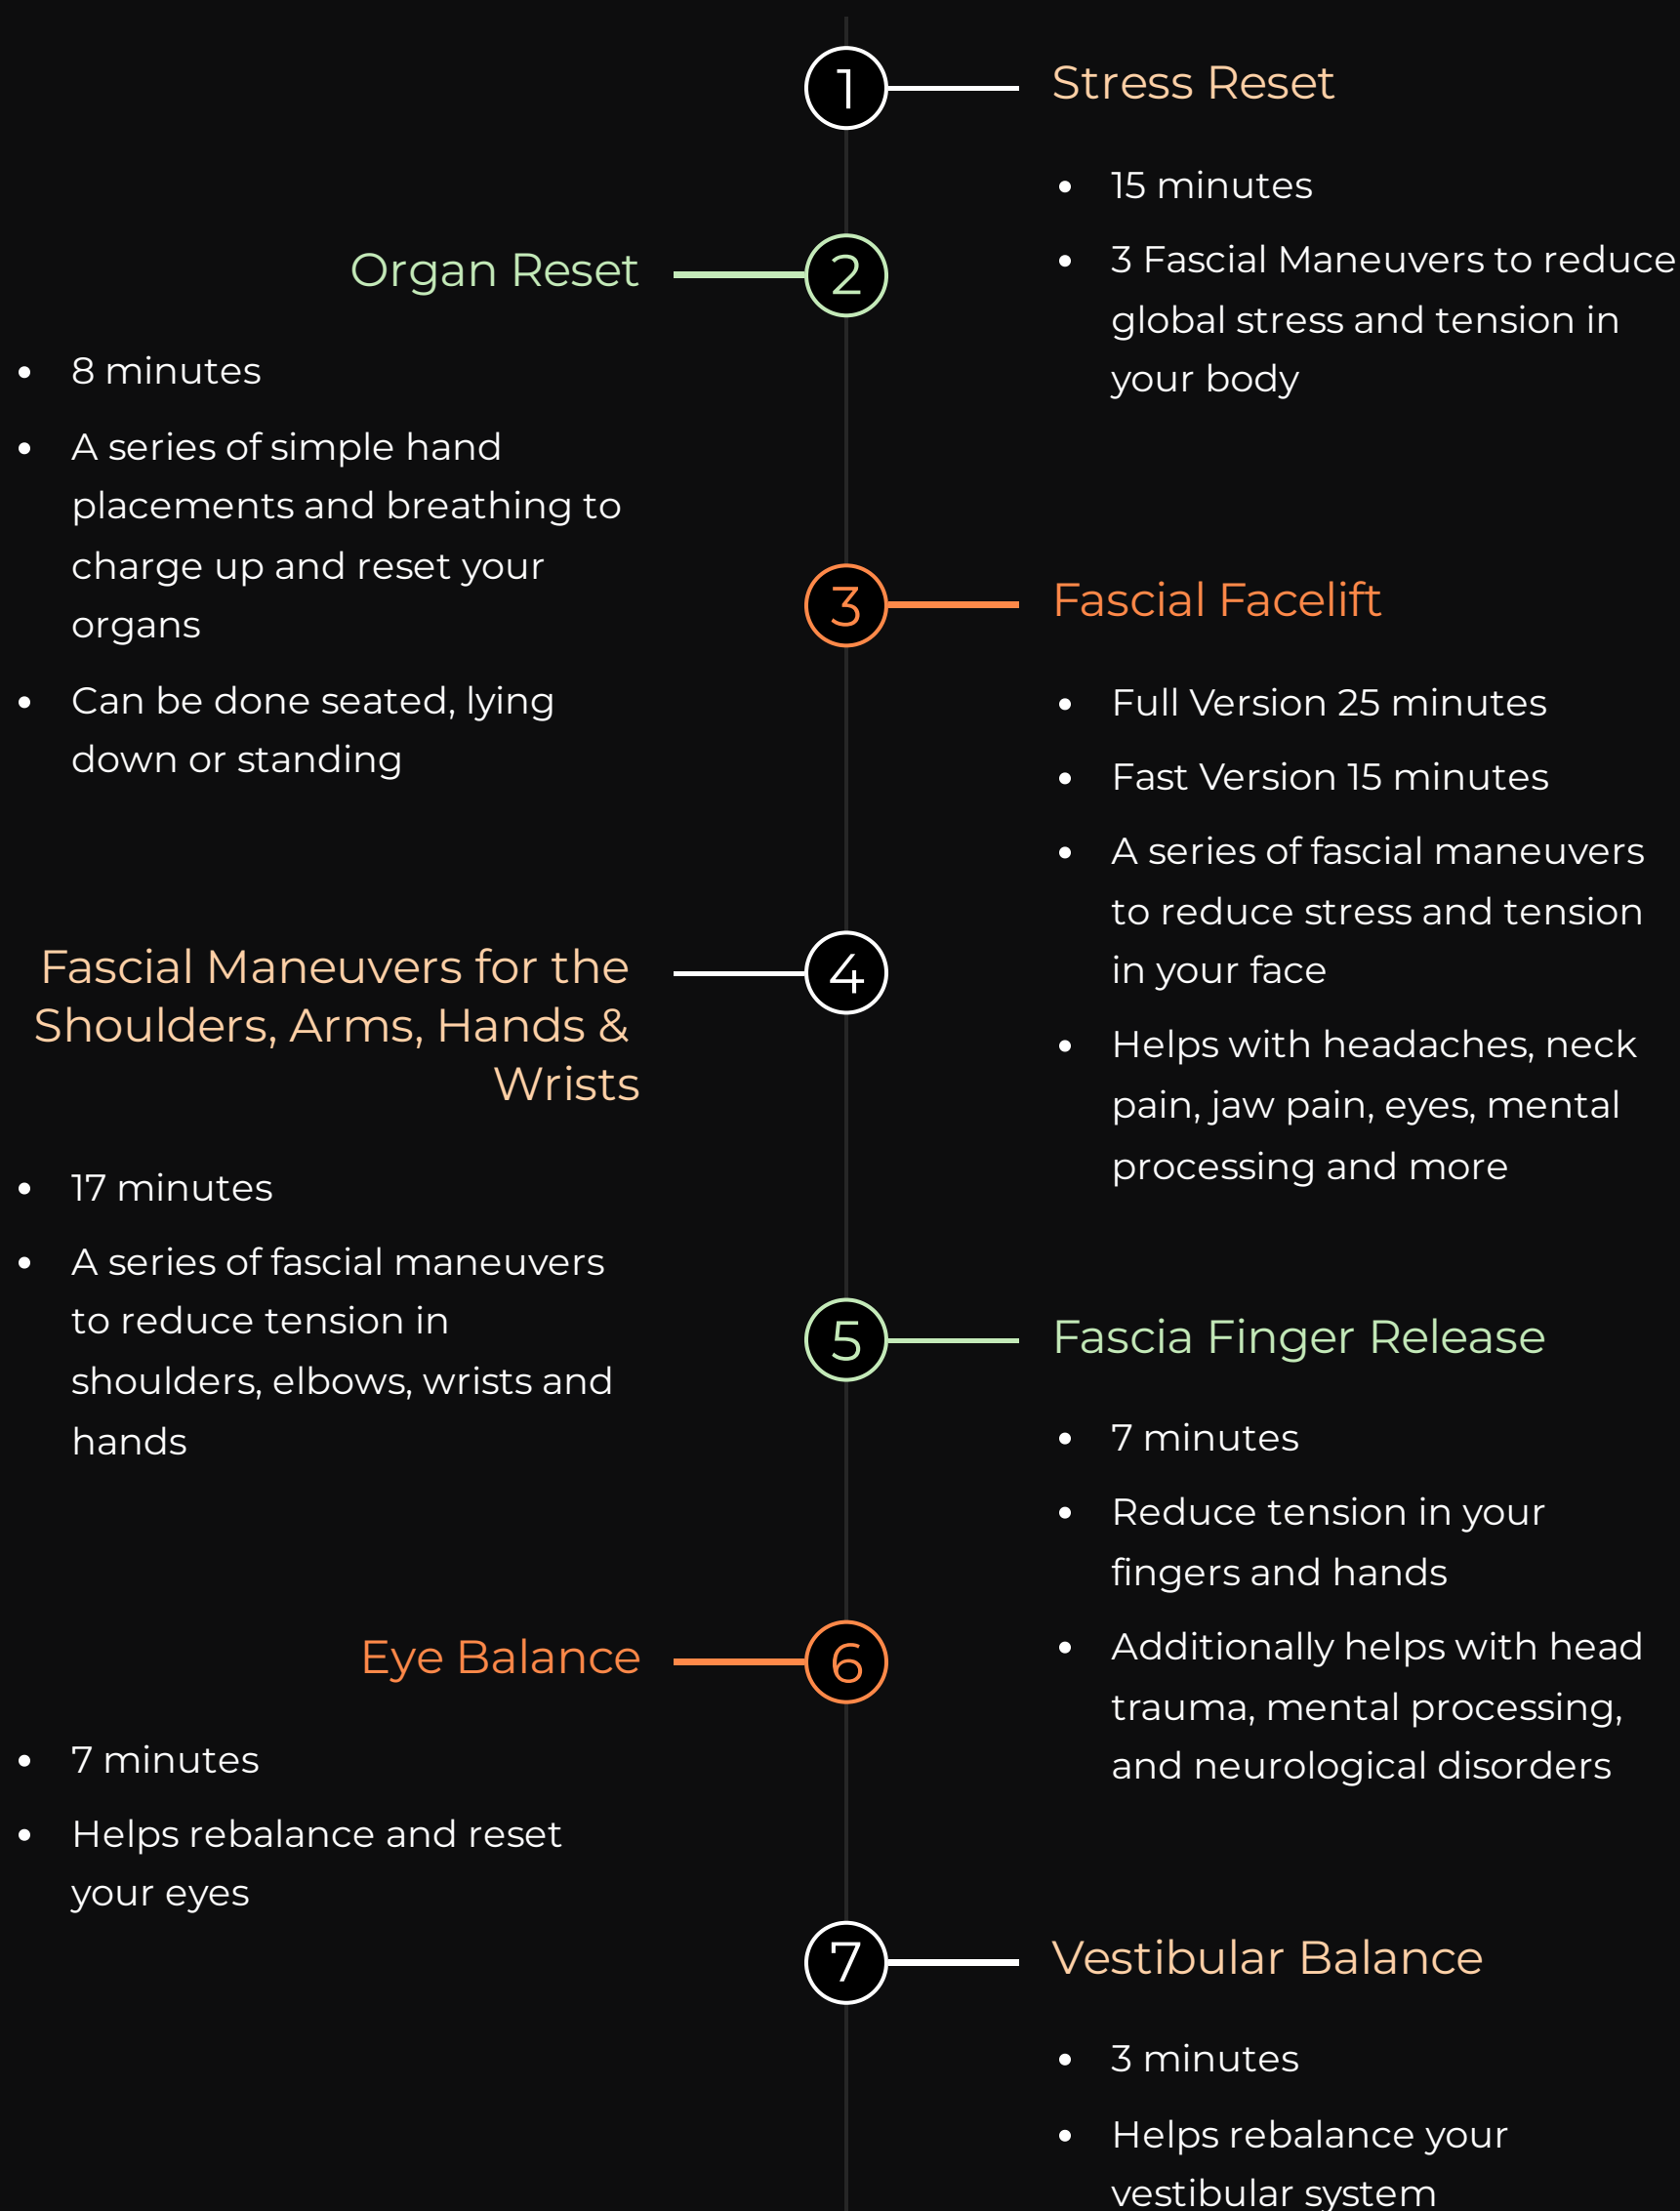 1
Stress Reset
• 15 minutes
• 3 Fascial Maneuvers to reduce
global stress and tension in
your body
2
Organ Reset
• 8 minutes
• A series of simple hand
placements and breathing to
charge up and reset your
organs
• Can be done seated, lying
down or standing
3
Fascial Facelift
• Full Version 25 minutes
• Fast Version 15 minutes
• A series of fascial maneuvers
to reduce stress and tension
in your face
• Helps with headaches, neck
pain, jaw pain, eyes, mental
processing and more
4
Fascial Maneuvers for the
Shoulders, Arms, Hands &
Wrists
• 17 minutes
• A series of fascial maneuvers
to reduce tension in
shoulders, elbows, wrists and
hands
5
Fascia Finger Release
• 7 minutes
• Reduce tension in your
fingers and hands
• Additionally helps with head
trauma, mental processing,
and neurological disorders
6
Eye Balance
• 7 minutes
• Helps rebalance and reset
your eyes
7
Vestibular Balance
• 3 minutes
• Helps rebalance your
vestibular system